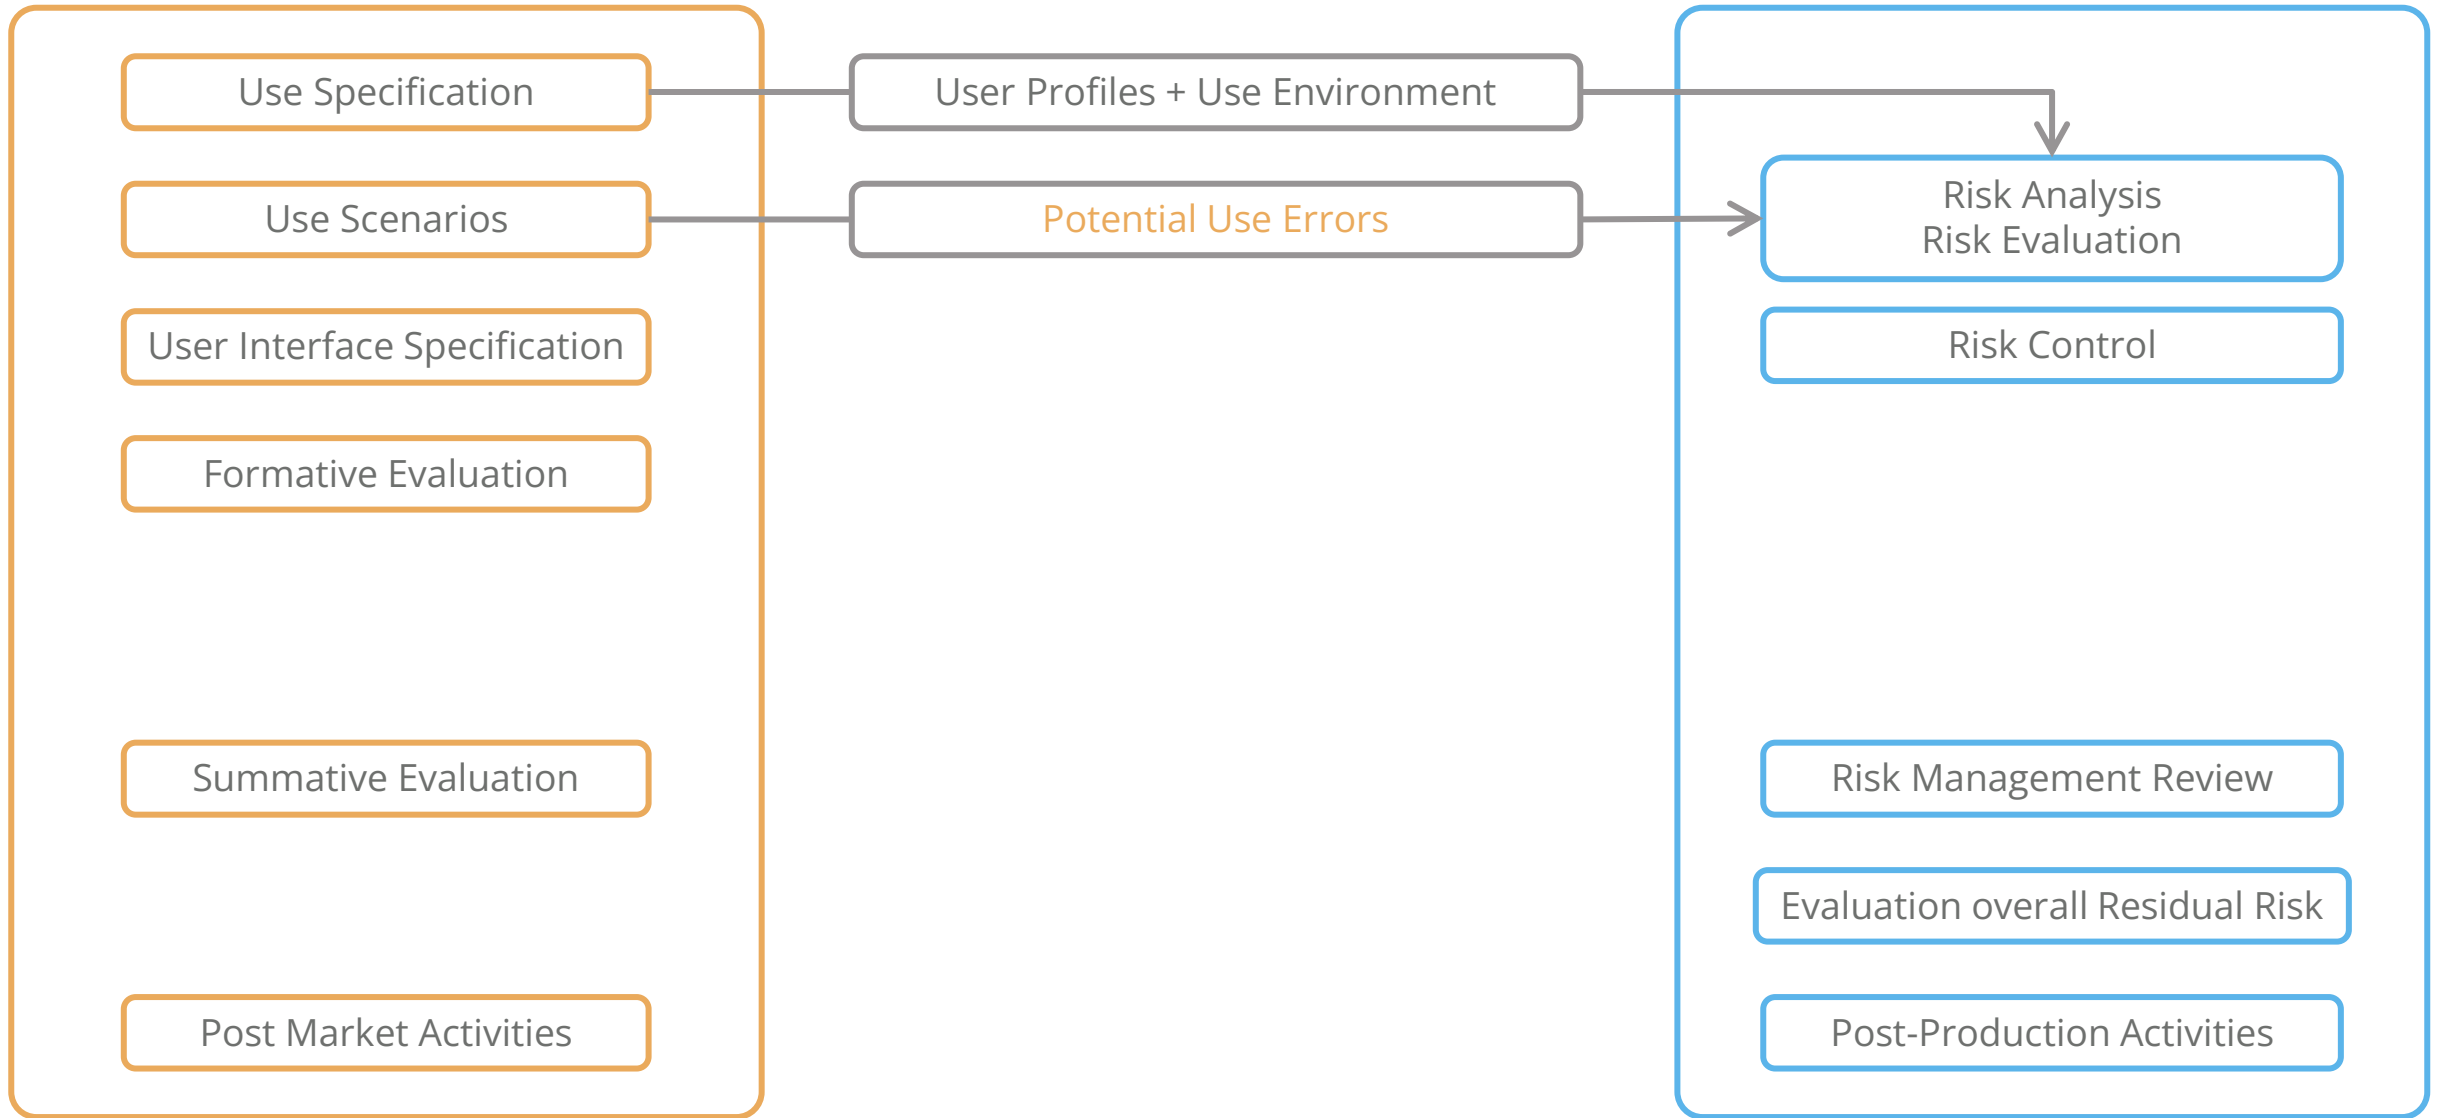 Use Specification
User Profiles + Use Environment
Use Scenarios
Potential Use Errors
Risk Analysis
Risk Evaluation
User Interface Specification
Risk Control
Formative Evaluation
Summative Evaluation
Risk Management Review
Evaluation overall Residual Risk
Post Market Activities
Post-Production Activities